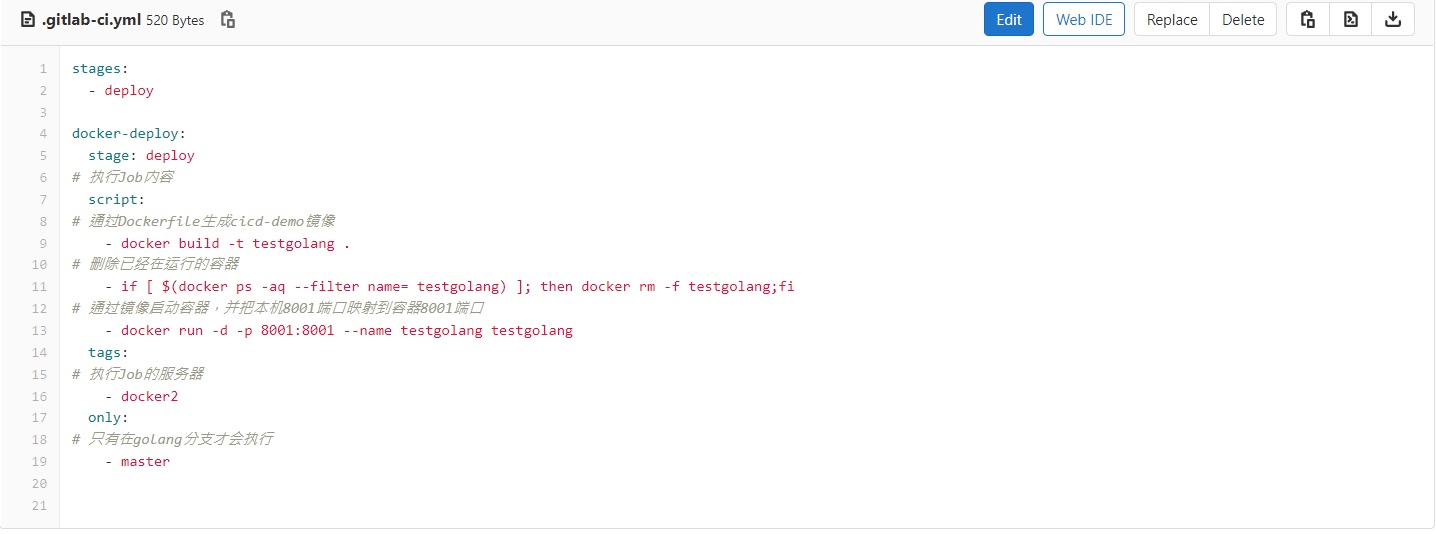 .gitlab-ci.yml 520 Bytes Edit Web IDE Replace Delete
1 stages:
2 - deploy
3
4 docker-deploy:
5 stage: deploy
6 # 执行Job内容
7 script:
8 # 通过Dockerfile生成cicd-demo镜像
9 - docker build -t testgolang .
10 # 删除已经在运行的容器
11 - if [ $(docker ps -aq --filter name= testgolang) ]; then docker rm -f testgolang;fi
12 # 通过镜像启动容器，并把本机8001端口映射到容器8001端口
13 - docker run -d -p 8001:8001 --name testgolang testgolang
14 tags:
15 # 执行Job的服务器
16 - docker2
17 only:
18 # 只有在golang分支才会执行
19 - master
20
21